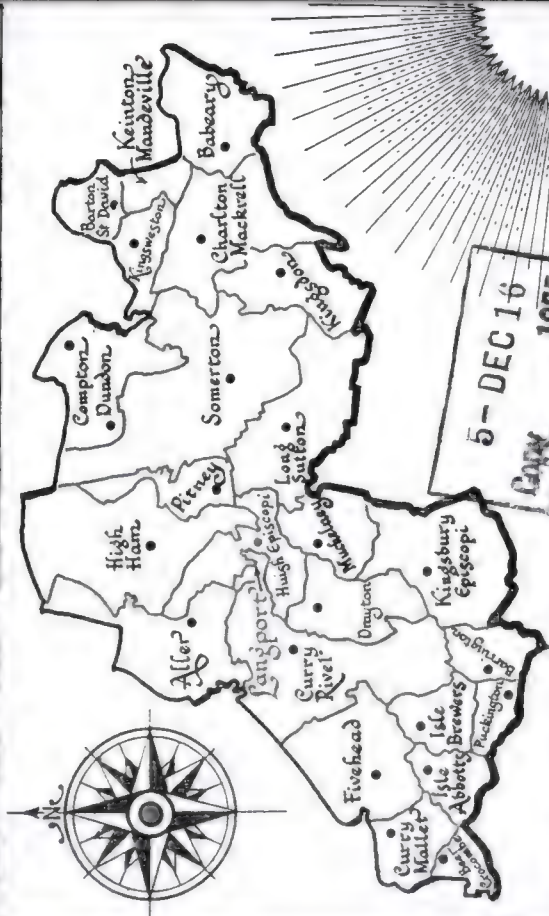 N
Compton
Dundon
Barton
St David
Keinton
Mandeville
Kingweston
Babcary
Charlton
Mackrell
Kingsdon
Somerton
High
Ham
Pitney
Long
Sutton
Aller
Langport
Huish Episcopi
Muchelney
Curry
Rivel
Drayton
Kingsbury
Episcopi
Fivehead
Isle
Brewers
Barrington
Puckington
Isle
Abbotts
Curry
Mallet
5-DEC 16